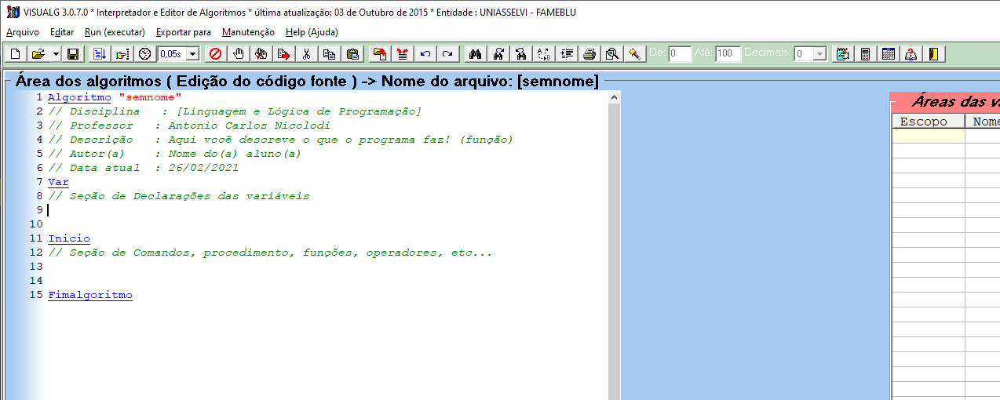 VISUALG 3.0.7.0 * Interpretador e Editor de Algoritmos * última atualização: 03 de Outubro de 2015 * Entidade : UNIASSELVI - FAMEBLU
Arquivo Editar Run (executar) Exportar para Manutenção Help (Ajuda)
0,05s De: 0 Até: 100 Decimais: 0
Área dos algoritmos ( Edição do código fonte ) -> Nome do arquivo: [semnome]
1 Algoritmo "semnome"
2 // Disciplina : [Linguagem e Lógica de Programação]
3 // Professor : Antonio Carlos Nicolodi
4 // Descrição : Aqui você descreve o que o programa faz! (função)
5 // Autor(a) : Nome do(a) aluno(a)
6 // Data atual : 26/02/2021
7 Var
8 // Seção de Declarações das variáveis
9
10
11 Inicio
12 // Seção de Comandos, procedimento, funções, operadores, etc...
13
14
15 Fimalgoritmo
Áreas das va
Escopo Nome